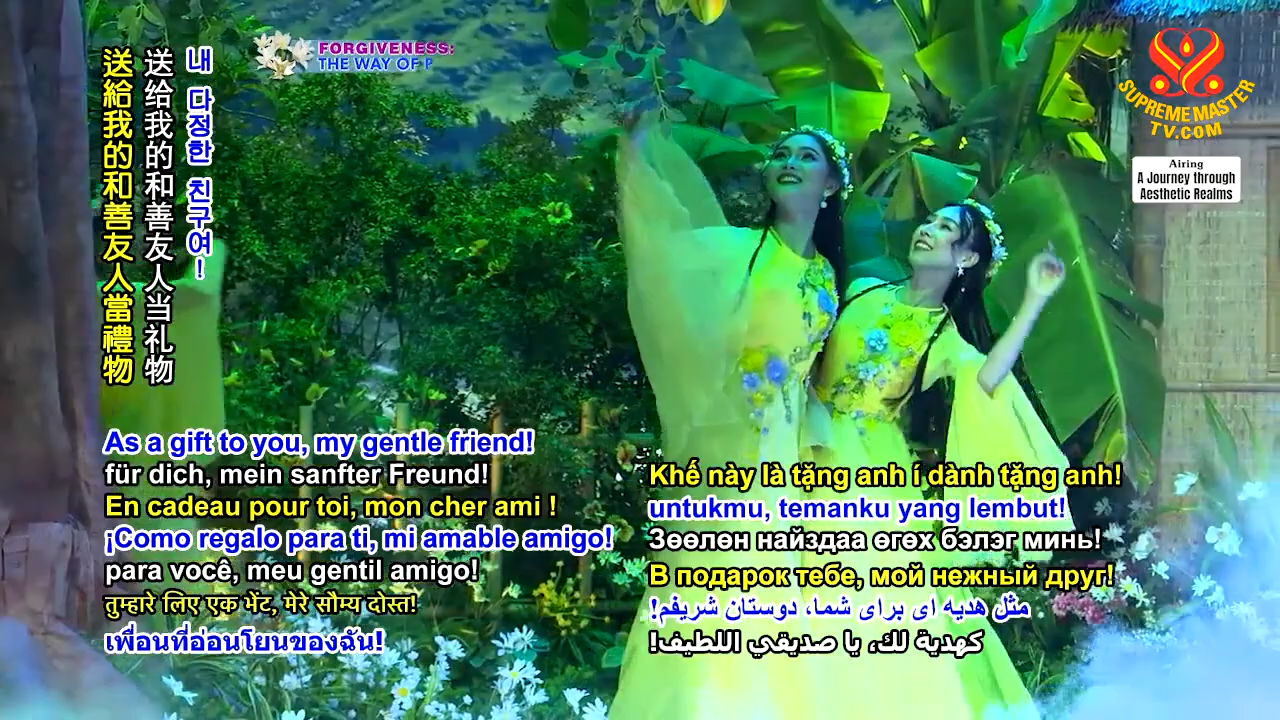 내 다정한 친구여!
送给我的和善友人当礼物
送給我的和善友人當禮物
FORGIVENESS:
THE WAY OF P
SUPREME MASTER
TV.COM
Airing
A Journey through
Aesthetic Realms
As a gift to you, my gentle friend!
für dich, mein sanfter Freund!
En cadeau pour toi, mon cher ami !
¡Como regalo para ti, mi amable amigo!
para você, meu gentil amigo!
तुम्हारे लिए एक भेंट, मेरे सौम्य दोस्त!
เพื่อนที่อ่อนโยนของฉัน!
Khế này là tặng anh í dành tặng anh!
untukmu, temanku yang lembut!
Зөөлөн найздаа өгөх бэлэг минь!
В подарок тебе, мой нежный друг!
مثل هدیه ای برای شما، دوستان شریفم!
كهدية لك، يا صديقي اللطيف!